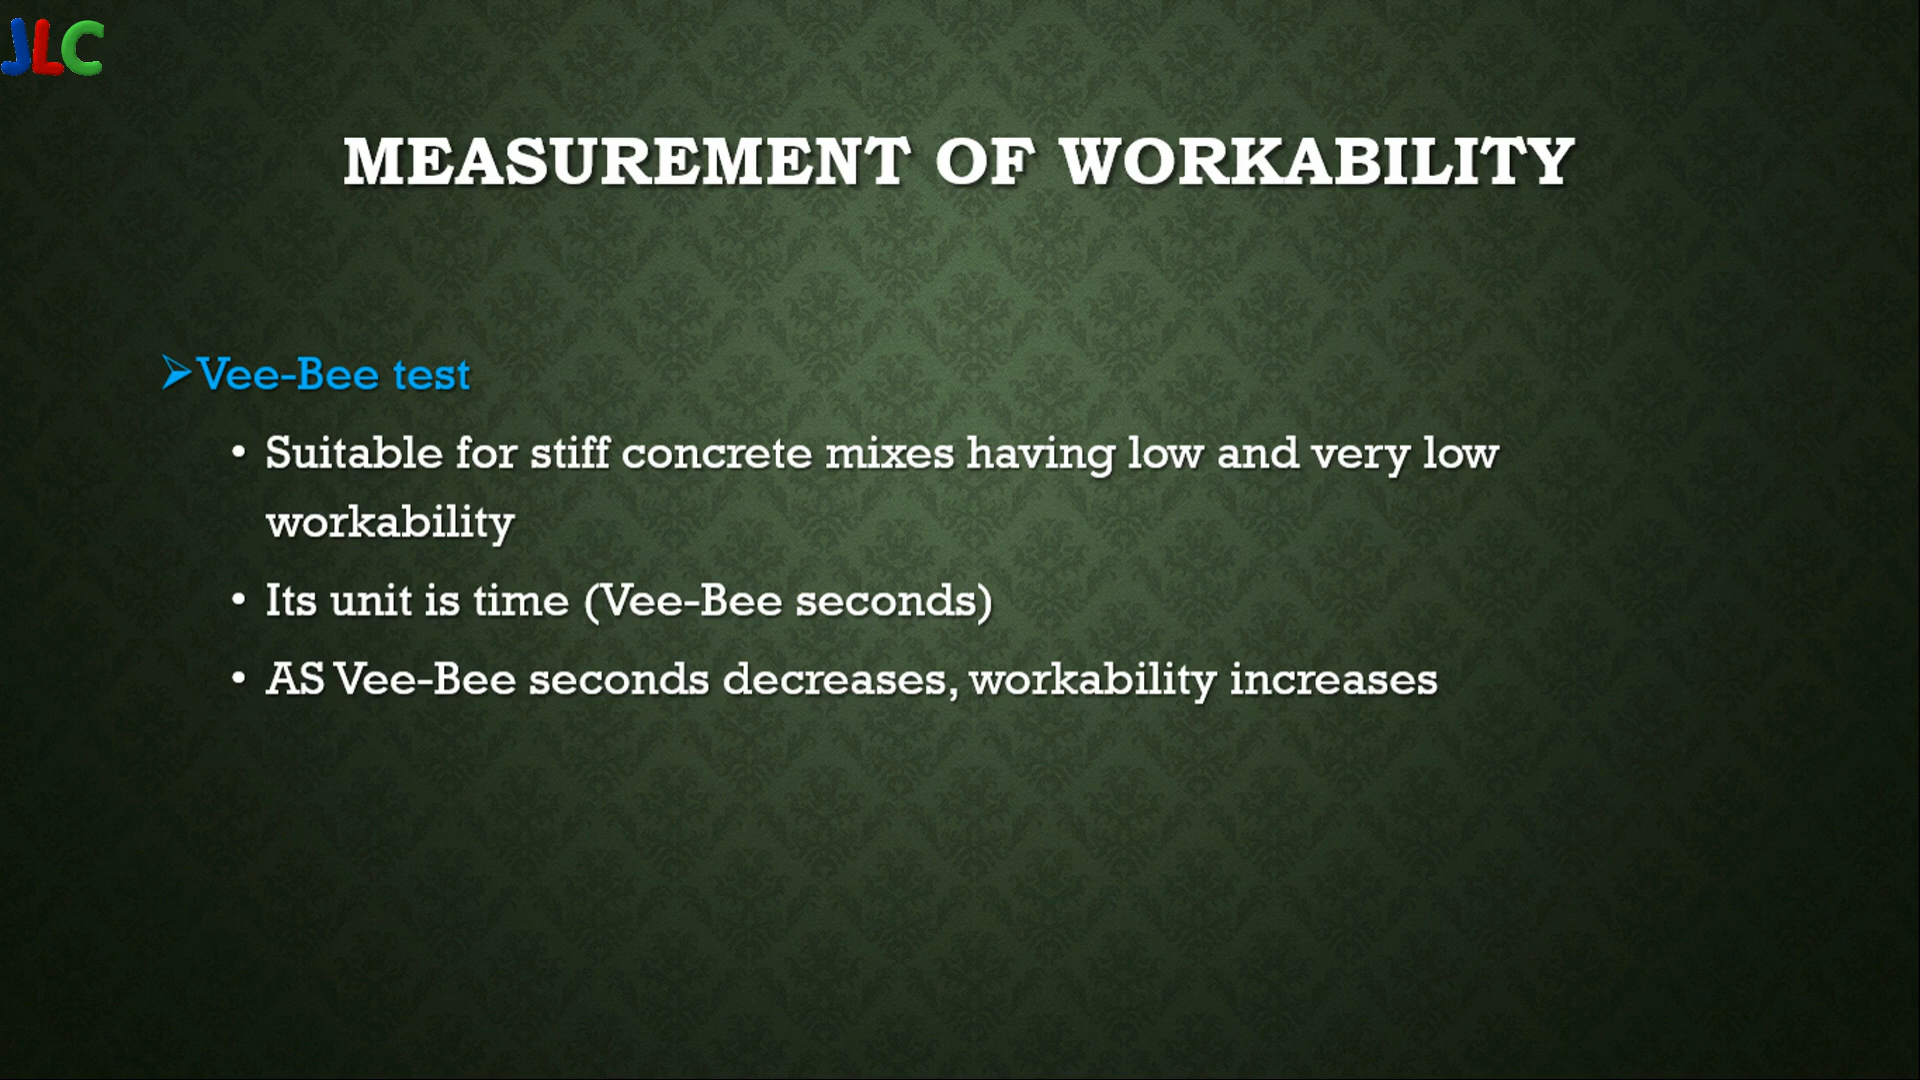 JLC
MEASUREMENT OF WORKABILITY
➢Vee-Bee test
• Suitable for stiff concrete mixes having low and very low
workability
• Its unit is time (Vee-Bee seconds)
• AS Vee-Bee seconds decreases, workability increases